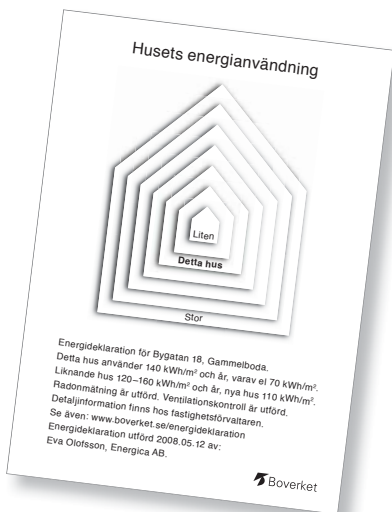 Husets energianvändning
Liten
Detta hus
Stor
Energideklaration för Bygatan 18, Gammelboda.
Detta hus använder 140 kWh/m² och år, varav el 70 kWh/m².
Liknande hus 120–160 kWh/m² och år, nya hus 110 kWh/m².
Radonmätning är utförd. Ventilationskontroll är utförd.
Detaljinformation finns hos fastighetsförvaltaren.
Se även: www.boverket.se/energideklaration
Energideklaration utförd 2008.05.12 av:
Eva Olofsson, Energica AB.
Boverket